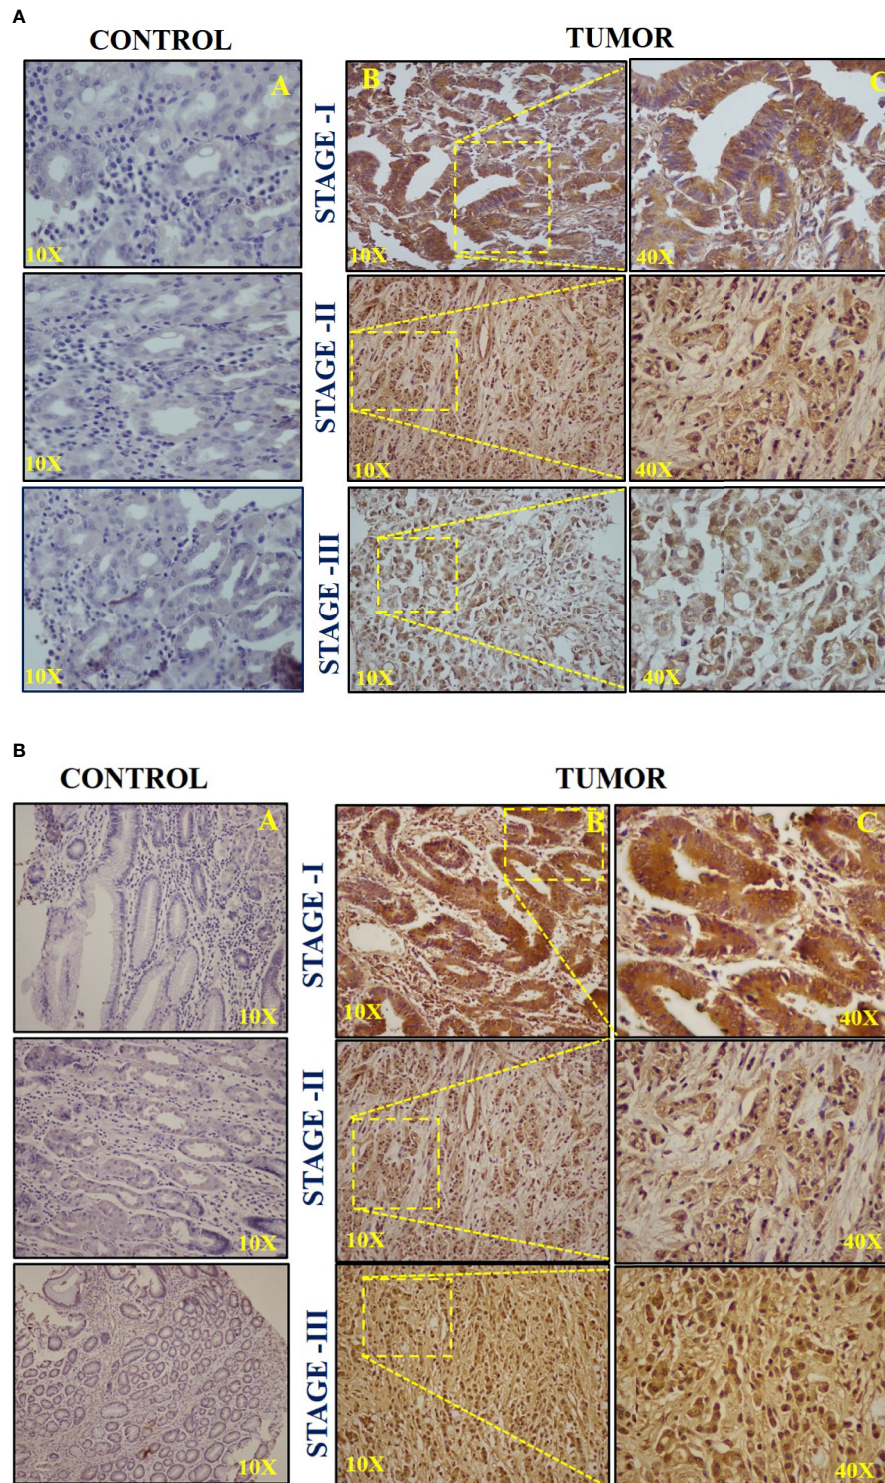 A
CONTROL
TUMOR
STAGE -I
A
10X
B
10X
C
40X
STAGE -II
10X
10X
40X
STAGE -III
10X
10X
40X
B
CONTROL
TUMOR
STAGE -I
A
10X
B
10X
C
40X
STAGE -II
10X
10X
40X
STAGE -III
10X
10X
40X